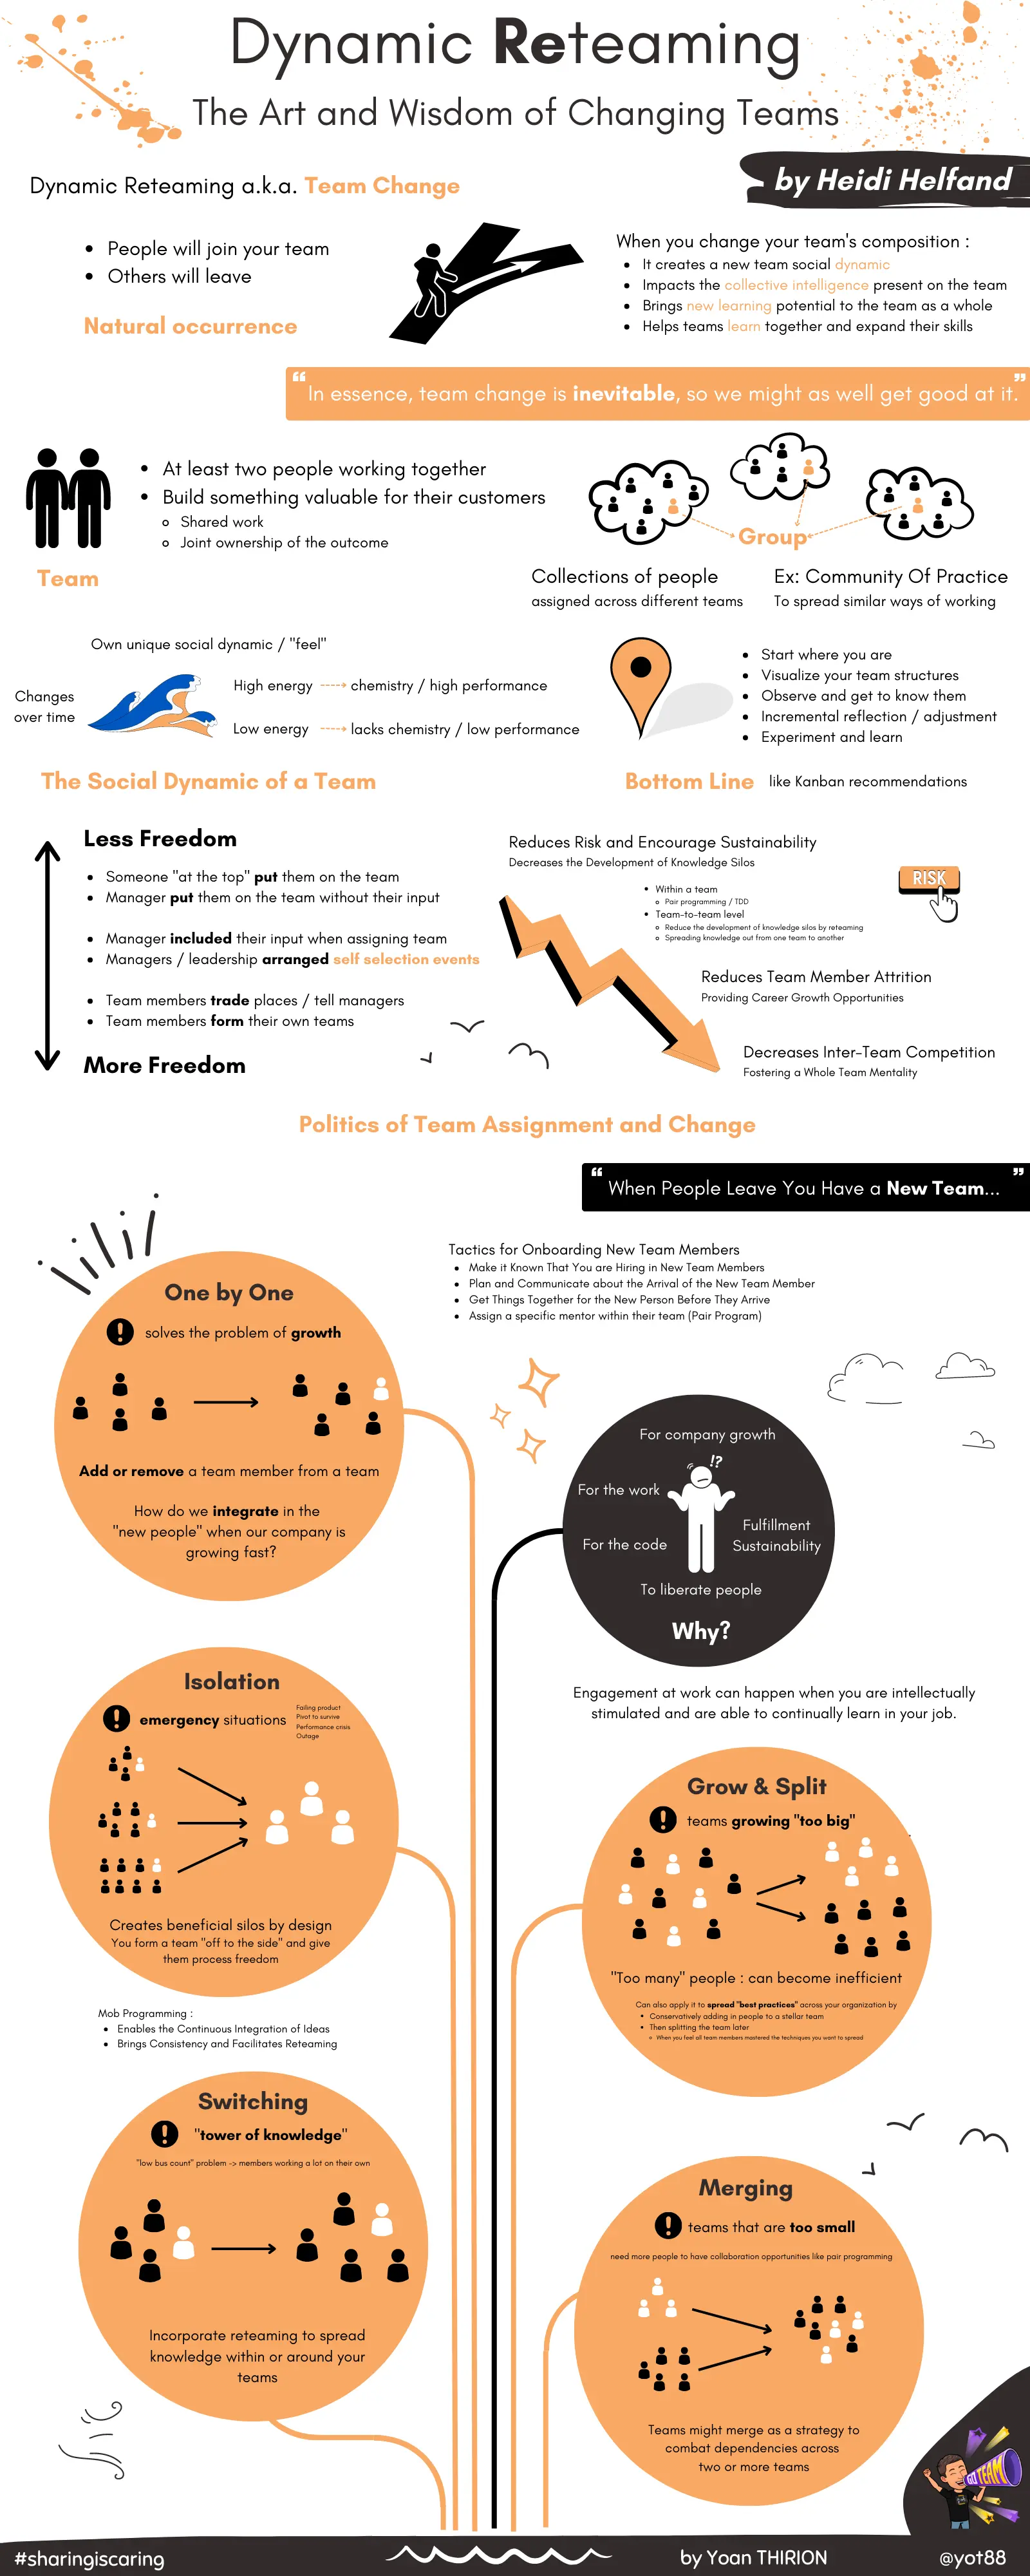 Dynamic Reteaming
The Art and Wisdom of Changing Teams
by Heidi Helfand
Dynamic Reteaming a.k.a. Team Change
People will join your team
Others will leave
Natural occurrence
When you change your team's composition :
It creates a new team social dynamic
Impacts the collective intelligence present on the team
Brings new learning potential to the team as a whole
Helps teams learn together and expand their skills
“In essence, team change is inevitable, so we might as well get good at it.”
At least two people working together
Build something valuable for their customers
Shared work
Joint ownership of the outcome
Team
Group
Collections of people
assigned across different teams
Ex: Community Of Practice
To spread similar ways of working
Own unique social dynamic / "feel"
Changes
over time
High energy ----> chemistry / high performance
Low energy ----> lacks chemistry / low performance
The Social Dynamic of a Team
Start where you are
Visualize your team structures
Observe and get to know them
Incremental reflection / adjustment
Experiment and learn
Bottom Line like Kanban recommendations
Less Freedom
Someone "at the top" put them on the team
Manager put them on the team without their input
Manager included their input when assigning team
Managers / leadership arranged self selection events
Team members trade places / tell managers
Team members form their own teams
More Freedom
Reduces Risk and Encourage Sustainability
Decreases the Development of Knowledge Silos
Within a team
Pair programming / TDD
Team-to-team level
Reduce the development of knowledge silos by reteaming
Spreading knowledge out from one team to another
RISK
Reduces Team Member Attrition
Providing Career Growth Opportunities
Decreases Inter-Team Competition
Fostering a Whole Team Mentality
Politics of Team Assignment and Change
“When People Leave You Have a New Team...”
Tactics for Onboarding New Team Members
Make it Known That You are Hiring in New Team Members
Plan and Communicate about the Arrival of the New Team Member
Get Things Together for the New Person Before They Arrive
Assign a specific mentor within their team (Pair Program)
One by One
! solves the problem of growth
Add or remove a team member from a team
How do we integrate in the
"new people" when our company is
growing fast?
For company growth
!?
For the work
For the code
Fulfillment
Sustainability
To liberate people
Why?
Engagement at work can happen when you are intellectually
stimulated and are able to continually learn in your job.
Isolation
! emergency situations
Failing product
Pivot to survive
Performance crisis
Outage
Creates beneficial silos by design
You form a team "off to the side" and give
them process freedom
Mob Programming :
Enables the Continuous Integration of Ideas
Brings Consistency and Facilitates Reteaming
Grow & Split
! teams growing "too big"
"Too many" people : can become inefficient
Can also apply it to spread "best practices" across your organization by
Conservatively adding in people to a stellar team
Then splitting the team later
When you feel all team members mastered the techniques you want to spread
Switching
! "tower of knowledge"
"low bus count" problem -> members working a lot on their own
Incorporate reteaming to spread
knowledge within or around your
teams
Merging
! teams that are too small
need more people to have collaboration opportunities like pair programming
Teams might merge as a strategy to
combat dependencies across
two or more teams
GO TEAM
#sharingiscaring
by Yoan THIRION
@yot88